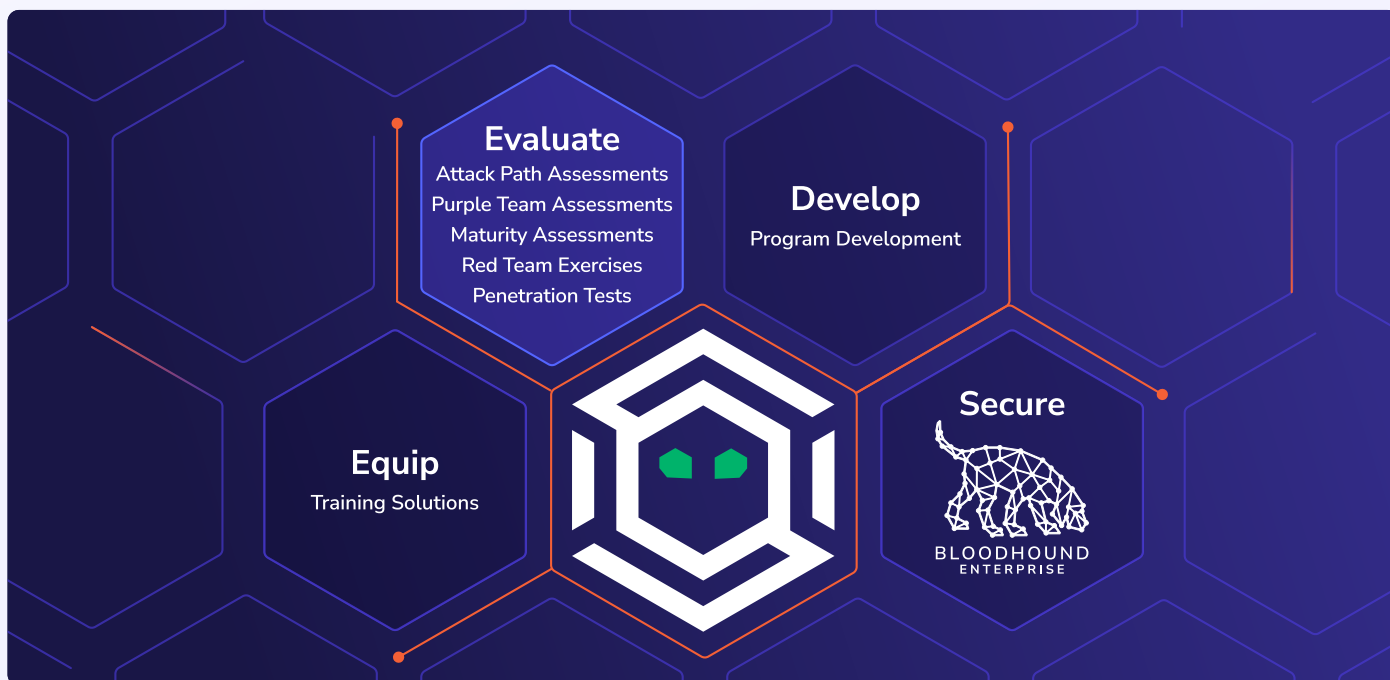 Evaluate
Attack Path Assessments
Purple Team Assessments
Maturity Assessments
Red Team Exercises
Penetration Tests
Develop
Program Development
Equip
Training Solutions
Secure
BLOODHOUND
ENTERPRISE